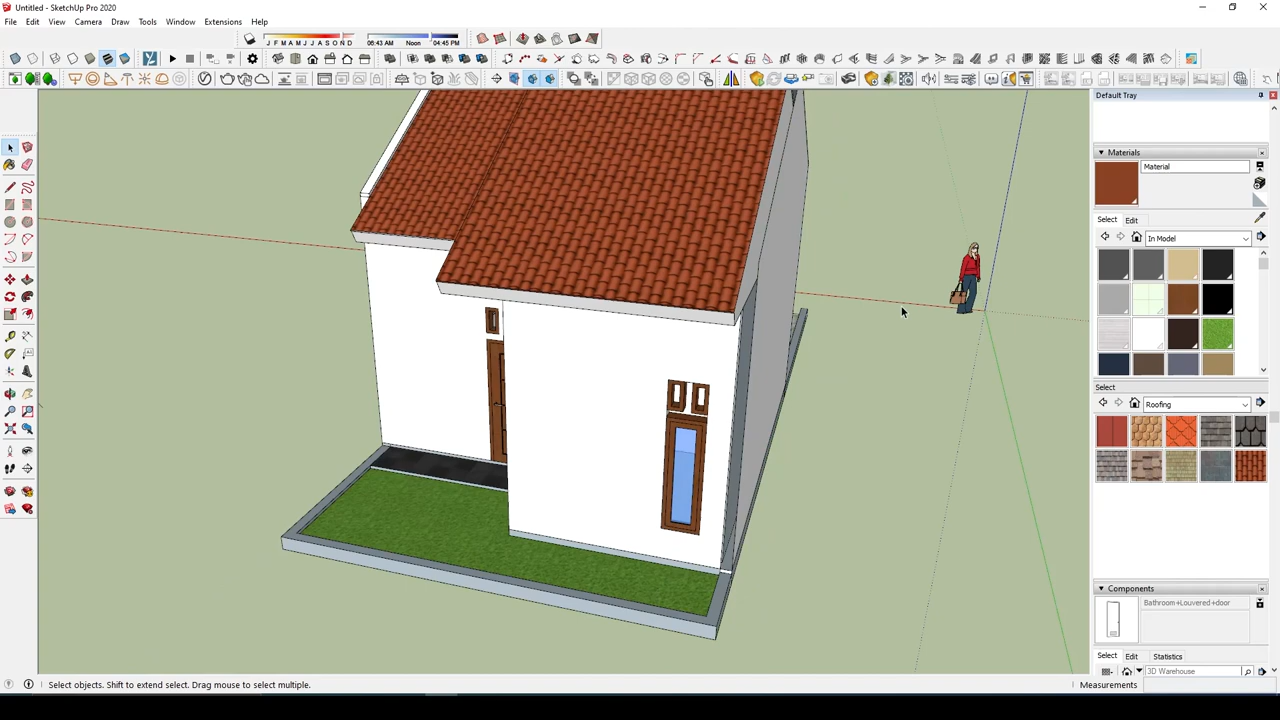 Untitled - SketchUp Pro 2020
File Edit View Camera Draw Tools Window Extensions Help
J F M A M J J A S O N D 06:43 AM Noon 04:45 PM
Default Tray
Materials
Material
Select Edit
In Model
Select
Roofing
Components
Bathroom+Louvered+door
Select Edit Statistics
3D Warehouse
Select objects. Shift to extend select. Drag mouse to select multiple.
Measurements